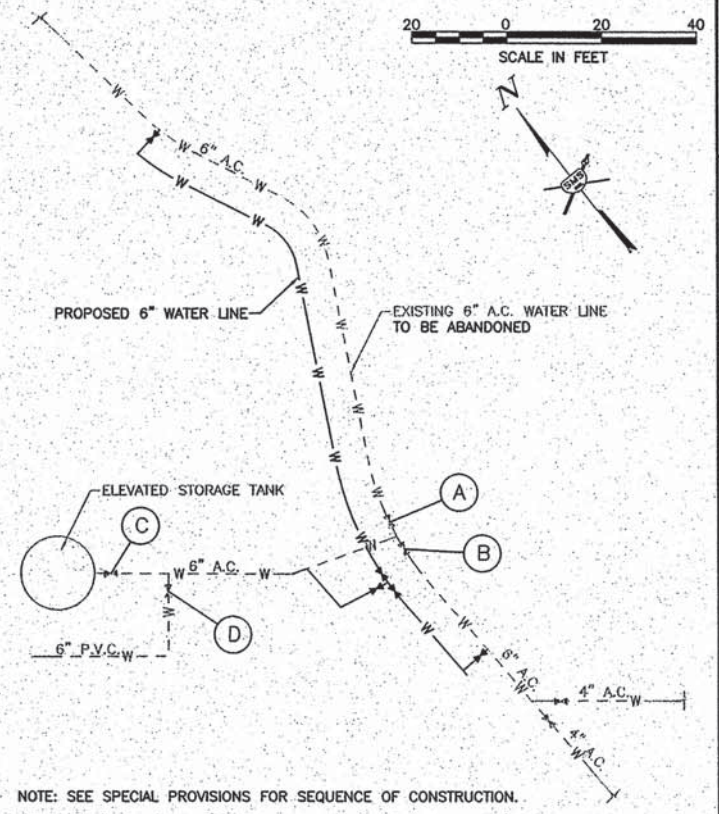 20 0 20 40
SCALE IN FEET
N
SMS
W
6" A.C.
W W W
W W
W
PROPOSED 6" WATER LINE
W
W
EXISTING 6" A.C. WATER LINE
TO BE ABANDONED
W
W
W
W
ELEVATED STORAGE TANK
A
C
W
W
B
W 6" A.C. W
W
D
W
W
6" P.V.C. W
6" A.C.
W
4" A.C. W
4" A.C.
W
NOTE: SEE SPECIAL PROVISIONS FOR SEQUENCE OF CONSTRUCTION.